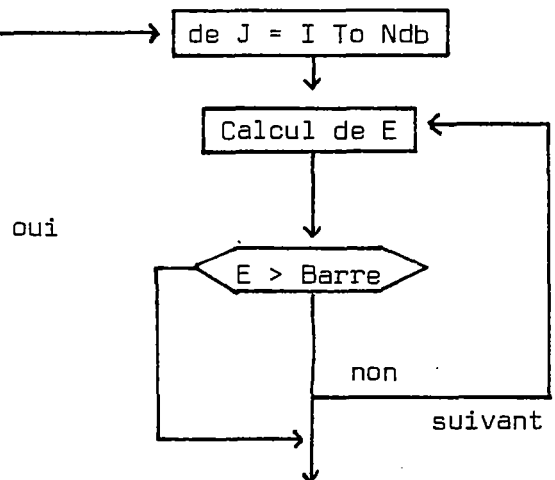 de J = I To Ndb
Calcul de E
oui
E > Barre
non
suivant